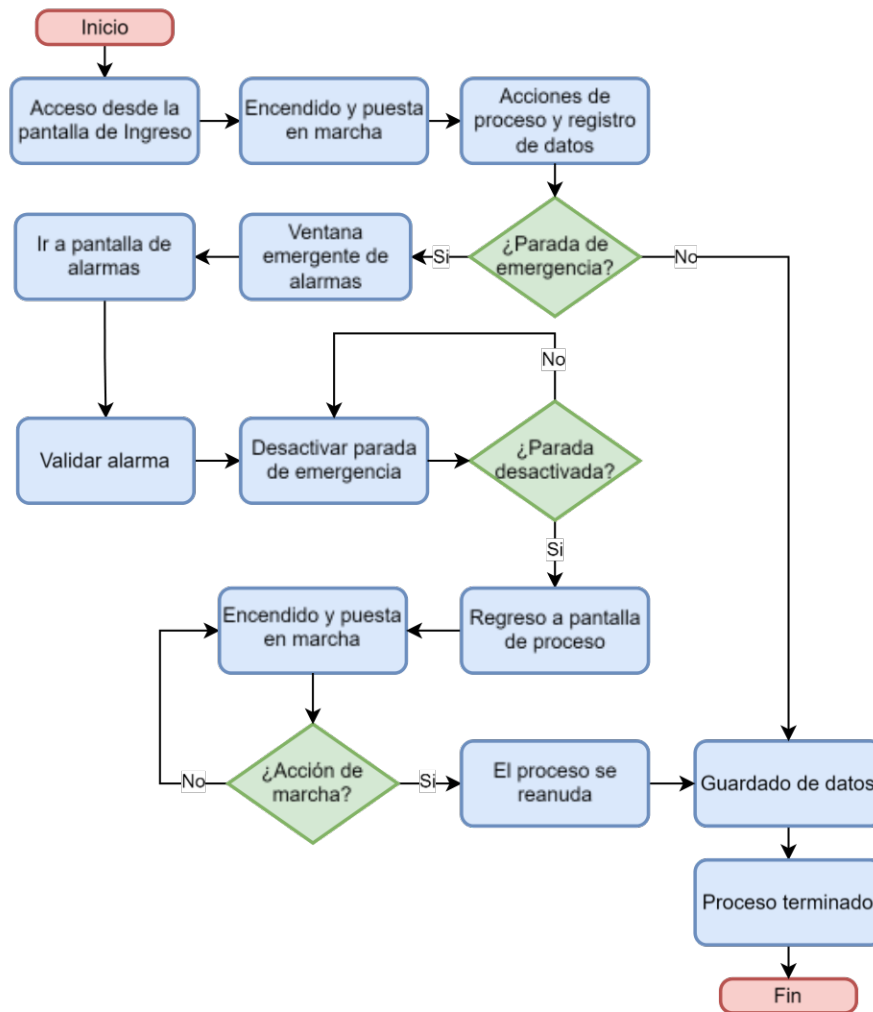 Inicio
Acceso desde la
pantalla de Ingreso
Encendido y puesta
en marcha
Acciones de
proceso y registro
de datos
Ir a pantalla de
alarmas
Ventana
emergente de
alarmas
Si
¿Parada de
emergencia?
No
No
Validar alarma
Desactivar parada
de emergencia
¿Parada
desactivada?
Si
Encendido y puesta
en marcha
Regreso a pantalla
de proceso
No
¿Acción de
marcha?
Si
El proceso se
reanuda
Guardado de datos
Proceso terminado
Fin